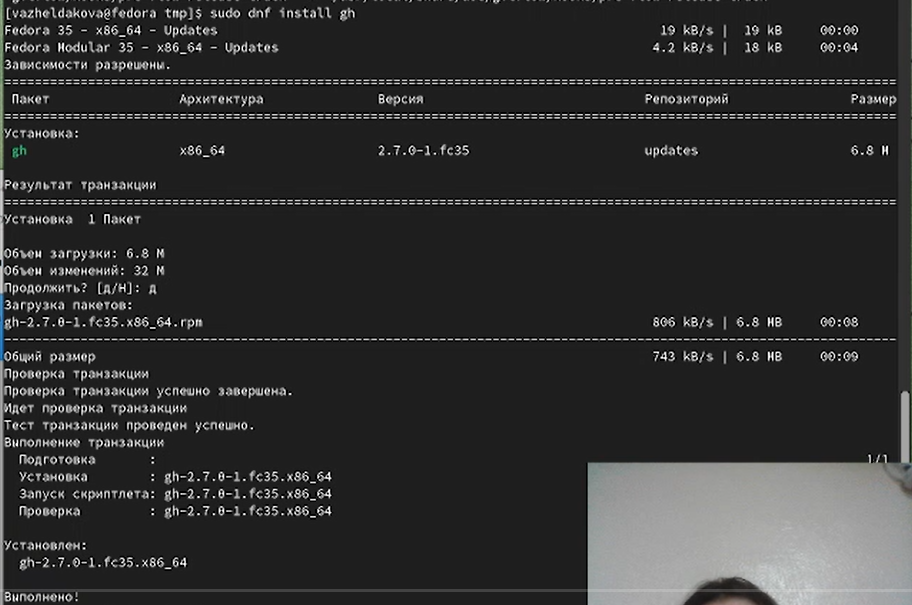 [vazheldakova@fedora tmp]$ sudo dnf install gh
Fedora 35 - x86_64 - Updates 19 kB/s | 19 kB 00:00
Fedora Modular 35 - x86_64 - Updates 4.2 kB/s | 18 kB 00:04
Зависимости разрешены.
Пакет Архитектура Версия Репозиторий Размер
Установка:
gh x86_64 2.7.0-1.fc35 updates 6.8 M
Результат транзакции
Установка 1 Пакет
Объем загрузки: 6.8 M
Объем изменений: 32 M
Продолжить? [д/Н]: д
Загрузка пакетов:
gh-2.7.0-1.fc35.x86_64.rpm 806 kB/s | 6.8 MB 00:08
Общий размер 743 kB/s | 6.8 MB 00:09
Проверка транзакции
Проверка транзакции успешно завершена.
Идет проверка транзакции
Тест транзакции проведен успешно.
Выполнение транзакции
Подготовка : 1/1
Установка : gh-2.7.0-1.fc35.x86_64
Запуск скриптлета: gh-2.7.0-1.fc35.x86_64
Проверка : gh-2.7.0-1.fc35.x86_64
Установлен:
gh-2.7.0-1.fc35.x86_64
Выполнено!